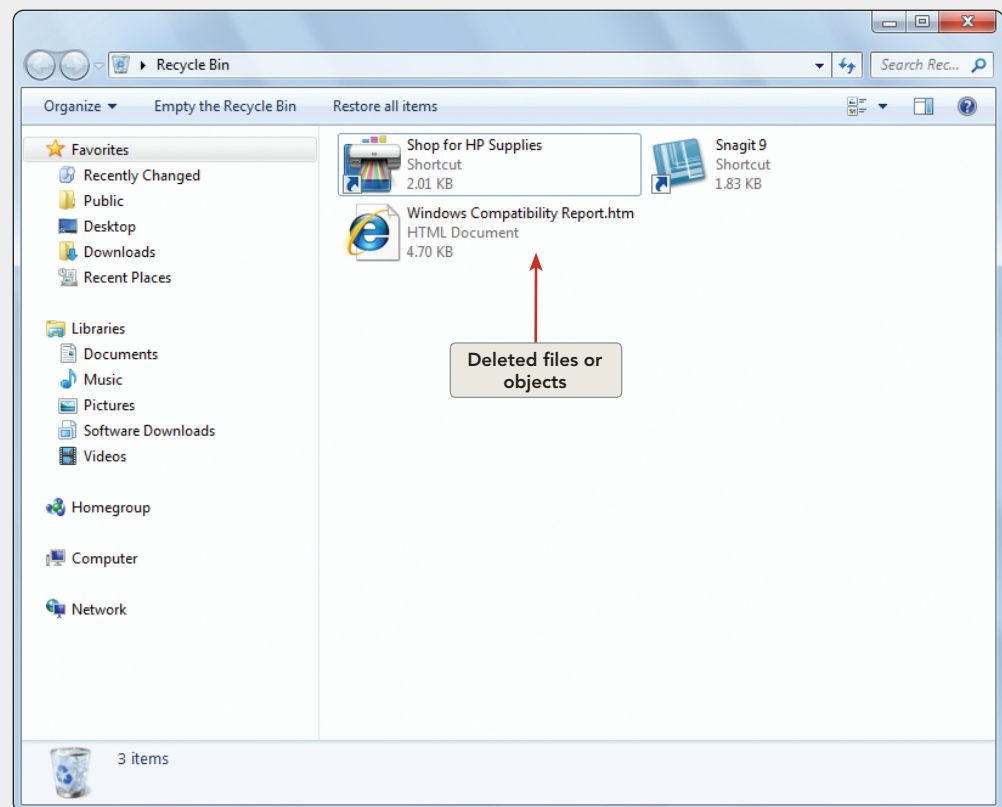 Recycle Bin
Search Rec...
Organize
Empty the Recycle Bin
Restore all items
Favorites
Recently Changed
Public
Desktop
Downloads
Recent Places
Libraries
Documents
Music
Pictures
Software Downloads
Videos
Homegroup
Computer
Network
Shop for HP Supplies
Shortcut
2.01 KB
Snagit 9
Shortcut
1.83 KB
Windows Compatibility Report.htm
HTML Document
4.70 KB
Deleted files or
objects
3 items